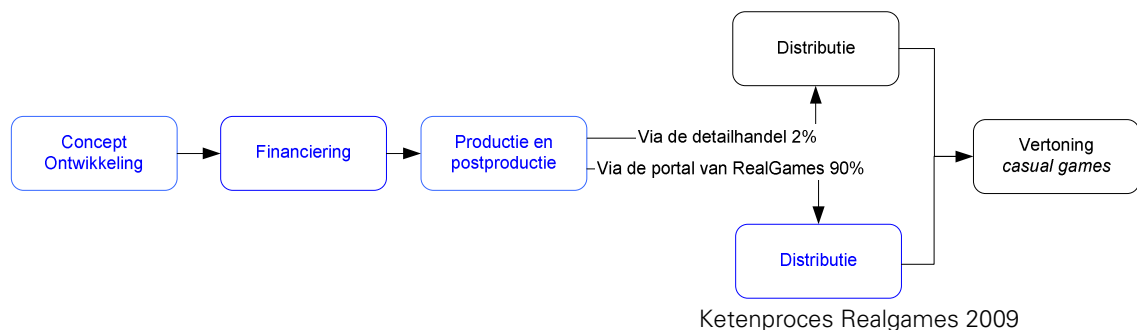 Concept
Ontwikkeling
Financiering
Productie en
postproductie
Via de detailhandel 2%
Via de portal van RealGames 90%
Distributie
Distributie
Vertoning
casual games
Ketenproces Realgames 2009